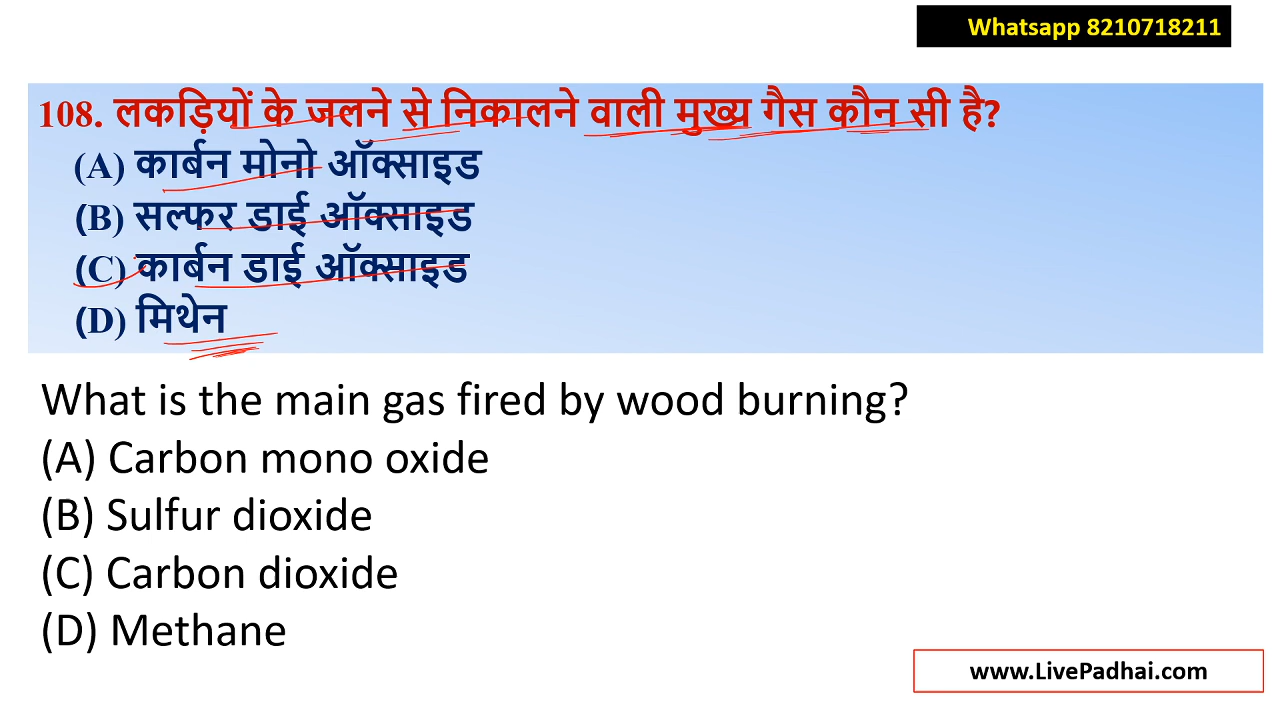 Whatsapp 8210718211
108. लकड़ियों के जलने से निकालने वाली मुख्य गैस कौन सी है?
(A) कार्बन मोनो ऑक्साइड
(B) सल्फर डाई ऑक्साइड
(C) कार्बन डाई ऑक्साइड
(D) मिथेन
What is the main gas fired by wood burning?
(A) Carbon mono oxide
(B) Sulfur dioxide
(C) Carbon dioxide
(D) Methane
www.LivePadhai.com